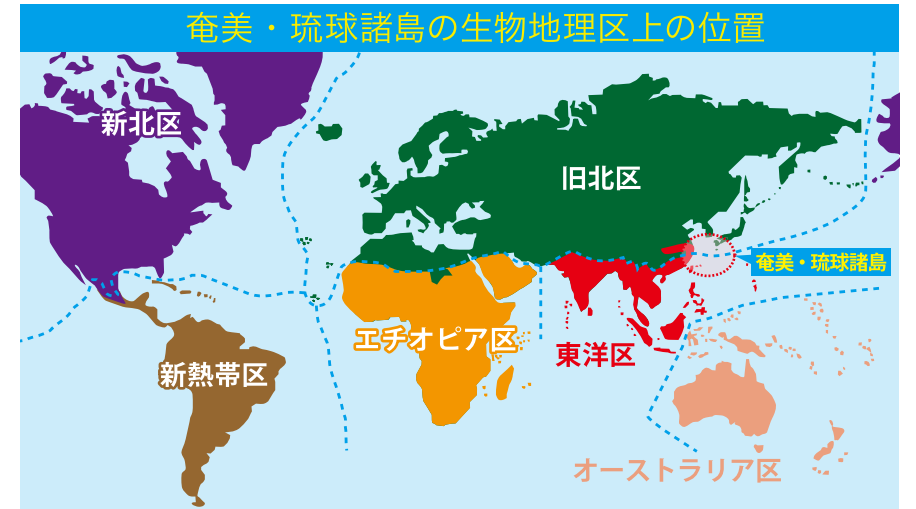 奄美・琉球諸島の生物地理区上の位置
新北区
旧北区
奄美・琉球諸島
エチオピア区
東洋区
新熱帯区
オーストラリア区